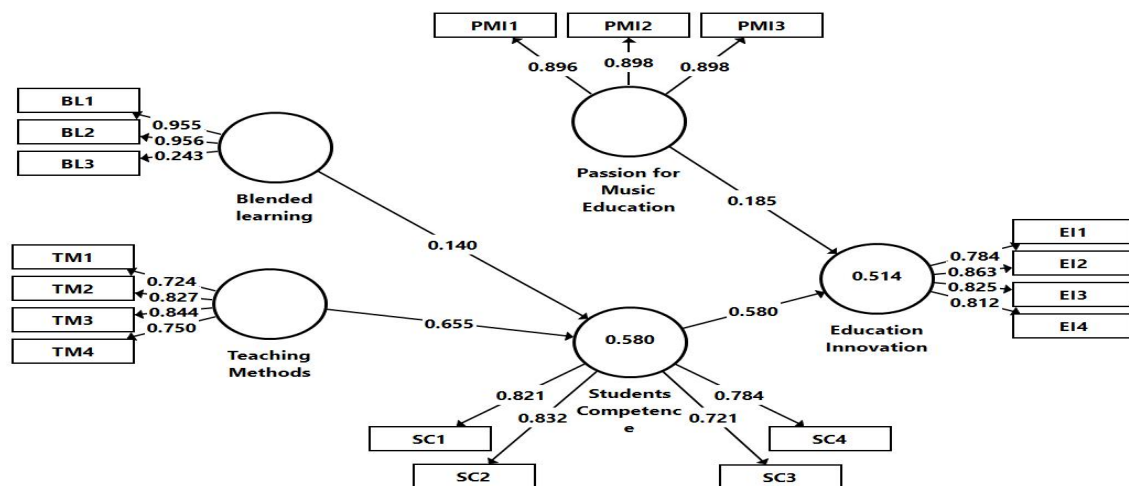 PMI1
PMI2
PMI3
0.896
0.898
0.898
BL1
BL2
BL3
0.955
0.956
0.243
Blended
learning
Passion for
Music
Education
0.185
0.140
TM1
TM2
TM3
TM4
0.724
0.827
0.844
0.750
Teaching
Methods
0.655
0.580
Students
Competenc
e
0.580
0.514
Education
Innovation
0.784
0.863
0.825
0.812
EI1
EI2
EI3
EI4
0.821
0.832
0.721
0.784
SC1
SC2
SC3
SC4